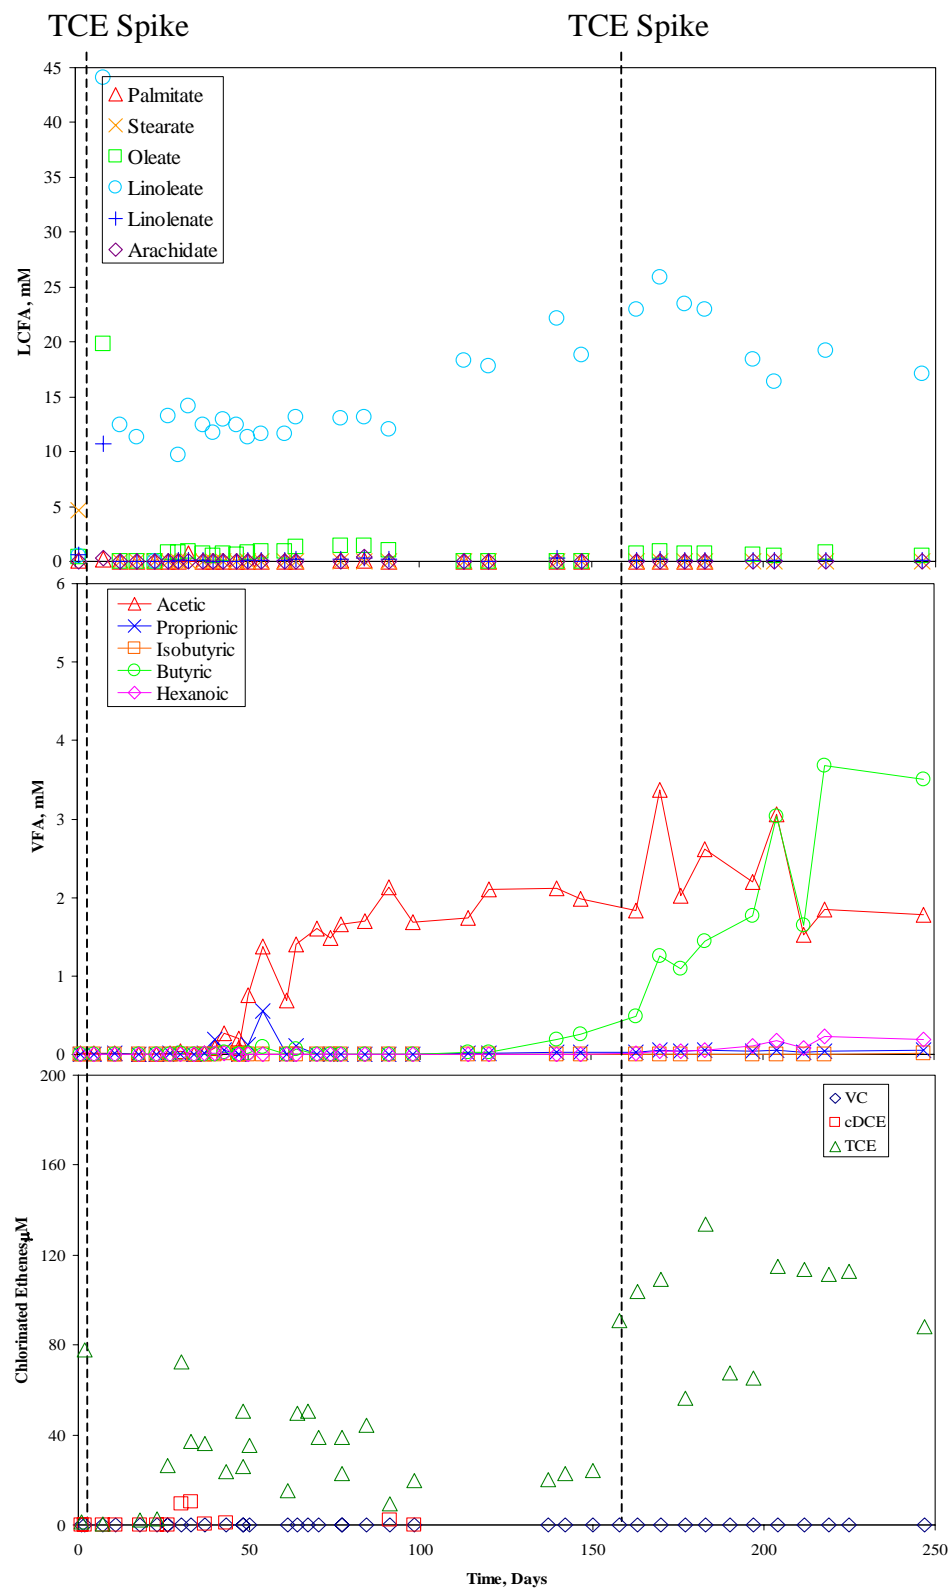 TCE Spike TCE Spike
45
40
35
30
25
20
15
10
5
0
LCFA, mM
Palmitate
Stearate
Oleate
Linoleate
Linolenate
Arachidate
6
5
4
3
2
1
0
VFA, mM
Acetic
Proprionic
Isobutyric
Butyric
Hexanoic
200
160
120
80
40
0
Chlorinated EthenesµM
VC
cDCE
TCE
0 50 100 150 200 250
Time, Days